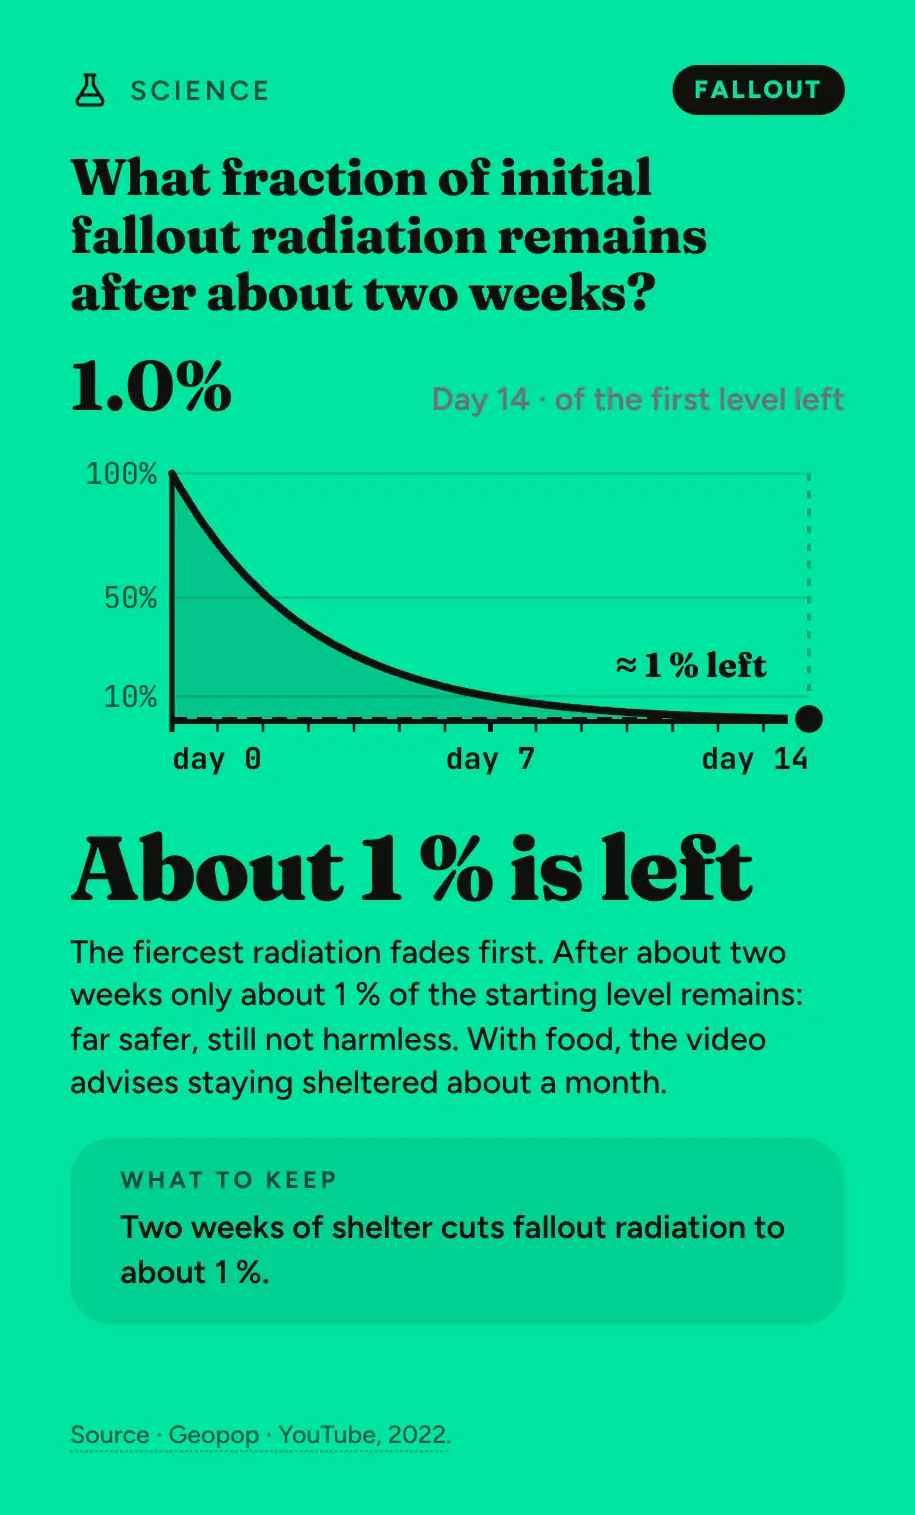 SCIENCE
FALLOUT
What fraction of initial
fallout radiation remains
after about two weeks?
1.0%
Day 14 · of the first level left
100%
50%
10%
≈ 1 % left
day 0
day 7
day 14
About 1 % is left
The fiercest radiation fades first. After about two
weeks only about 1 % of the starting level remains:
far safer, still not harmless. With food, the video
advises staying sheltered about a month.
WHAT TO KEEP
Two weeks of shelter cuts fallout radiation to
about 1 %.
Source · Geopop · YouTube, 2022.